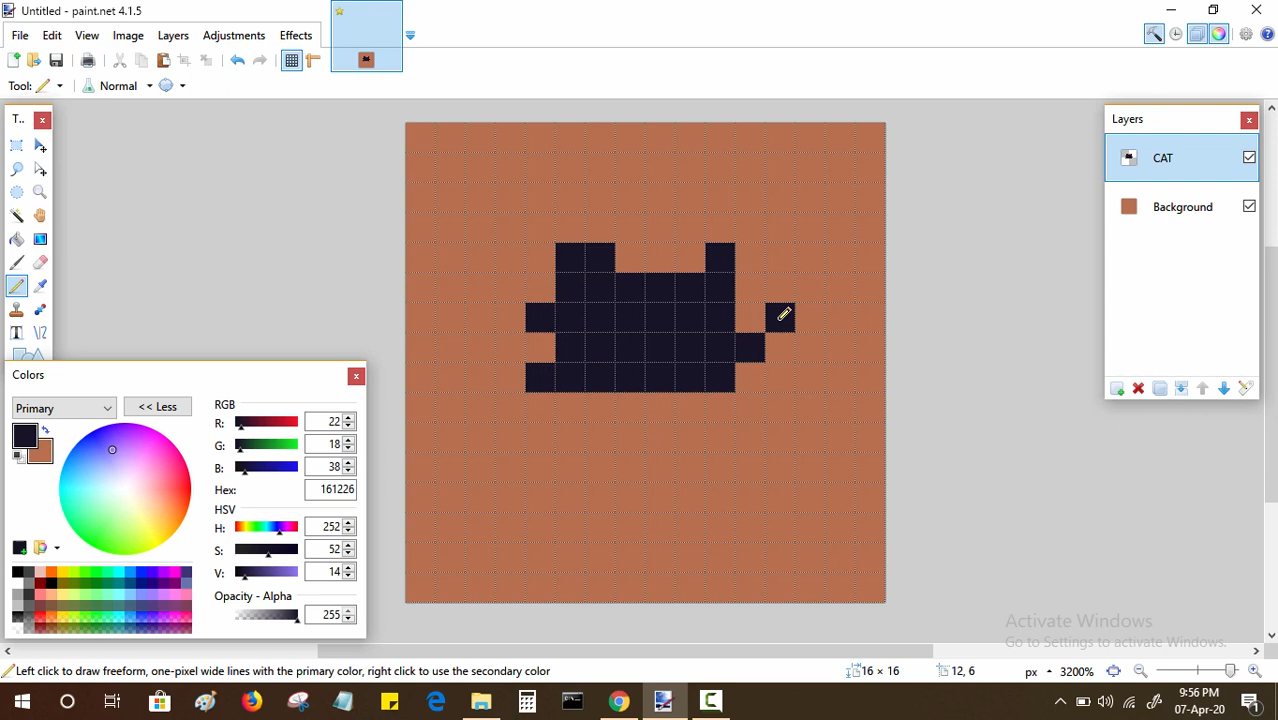 Untitled - paint.net 4.1.5
File Edit View Image Layers Adjustments Effects
Tool: Normal
T..
Layers
CAT
Background
Colors
Primary << Less
RGB
R: 22
G: 18
B: 38
Hex: 161226
HSV
H: 252
S: 52
V: 14
Opacity - Alpha
255
Activate Windows
Go to Settings to activate Windows.
Left click to draw freeform, one-pixel wide lines with the primary color, right click to use the secondary color 16 × 16 12, 6 px 3200%
9:56 PM
07-Apr-20
1